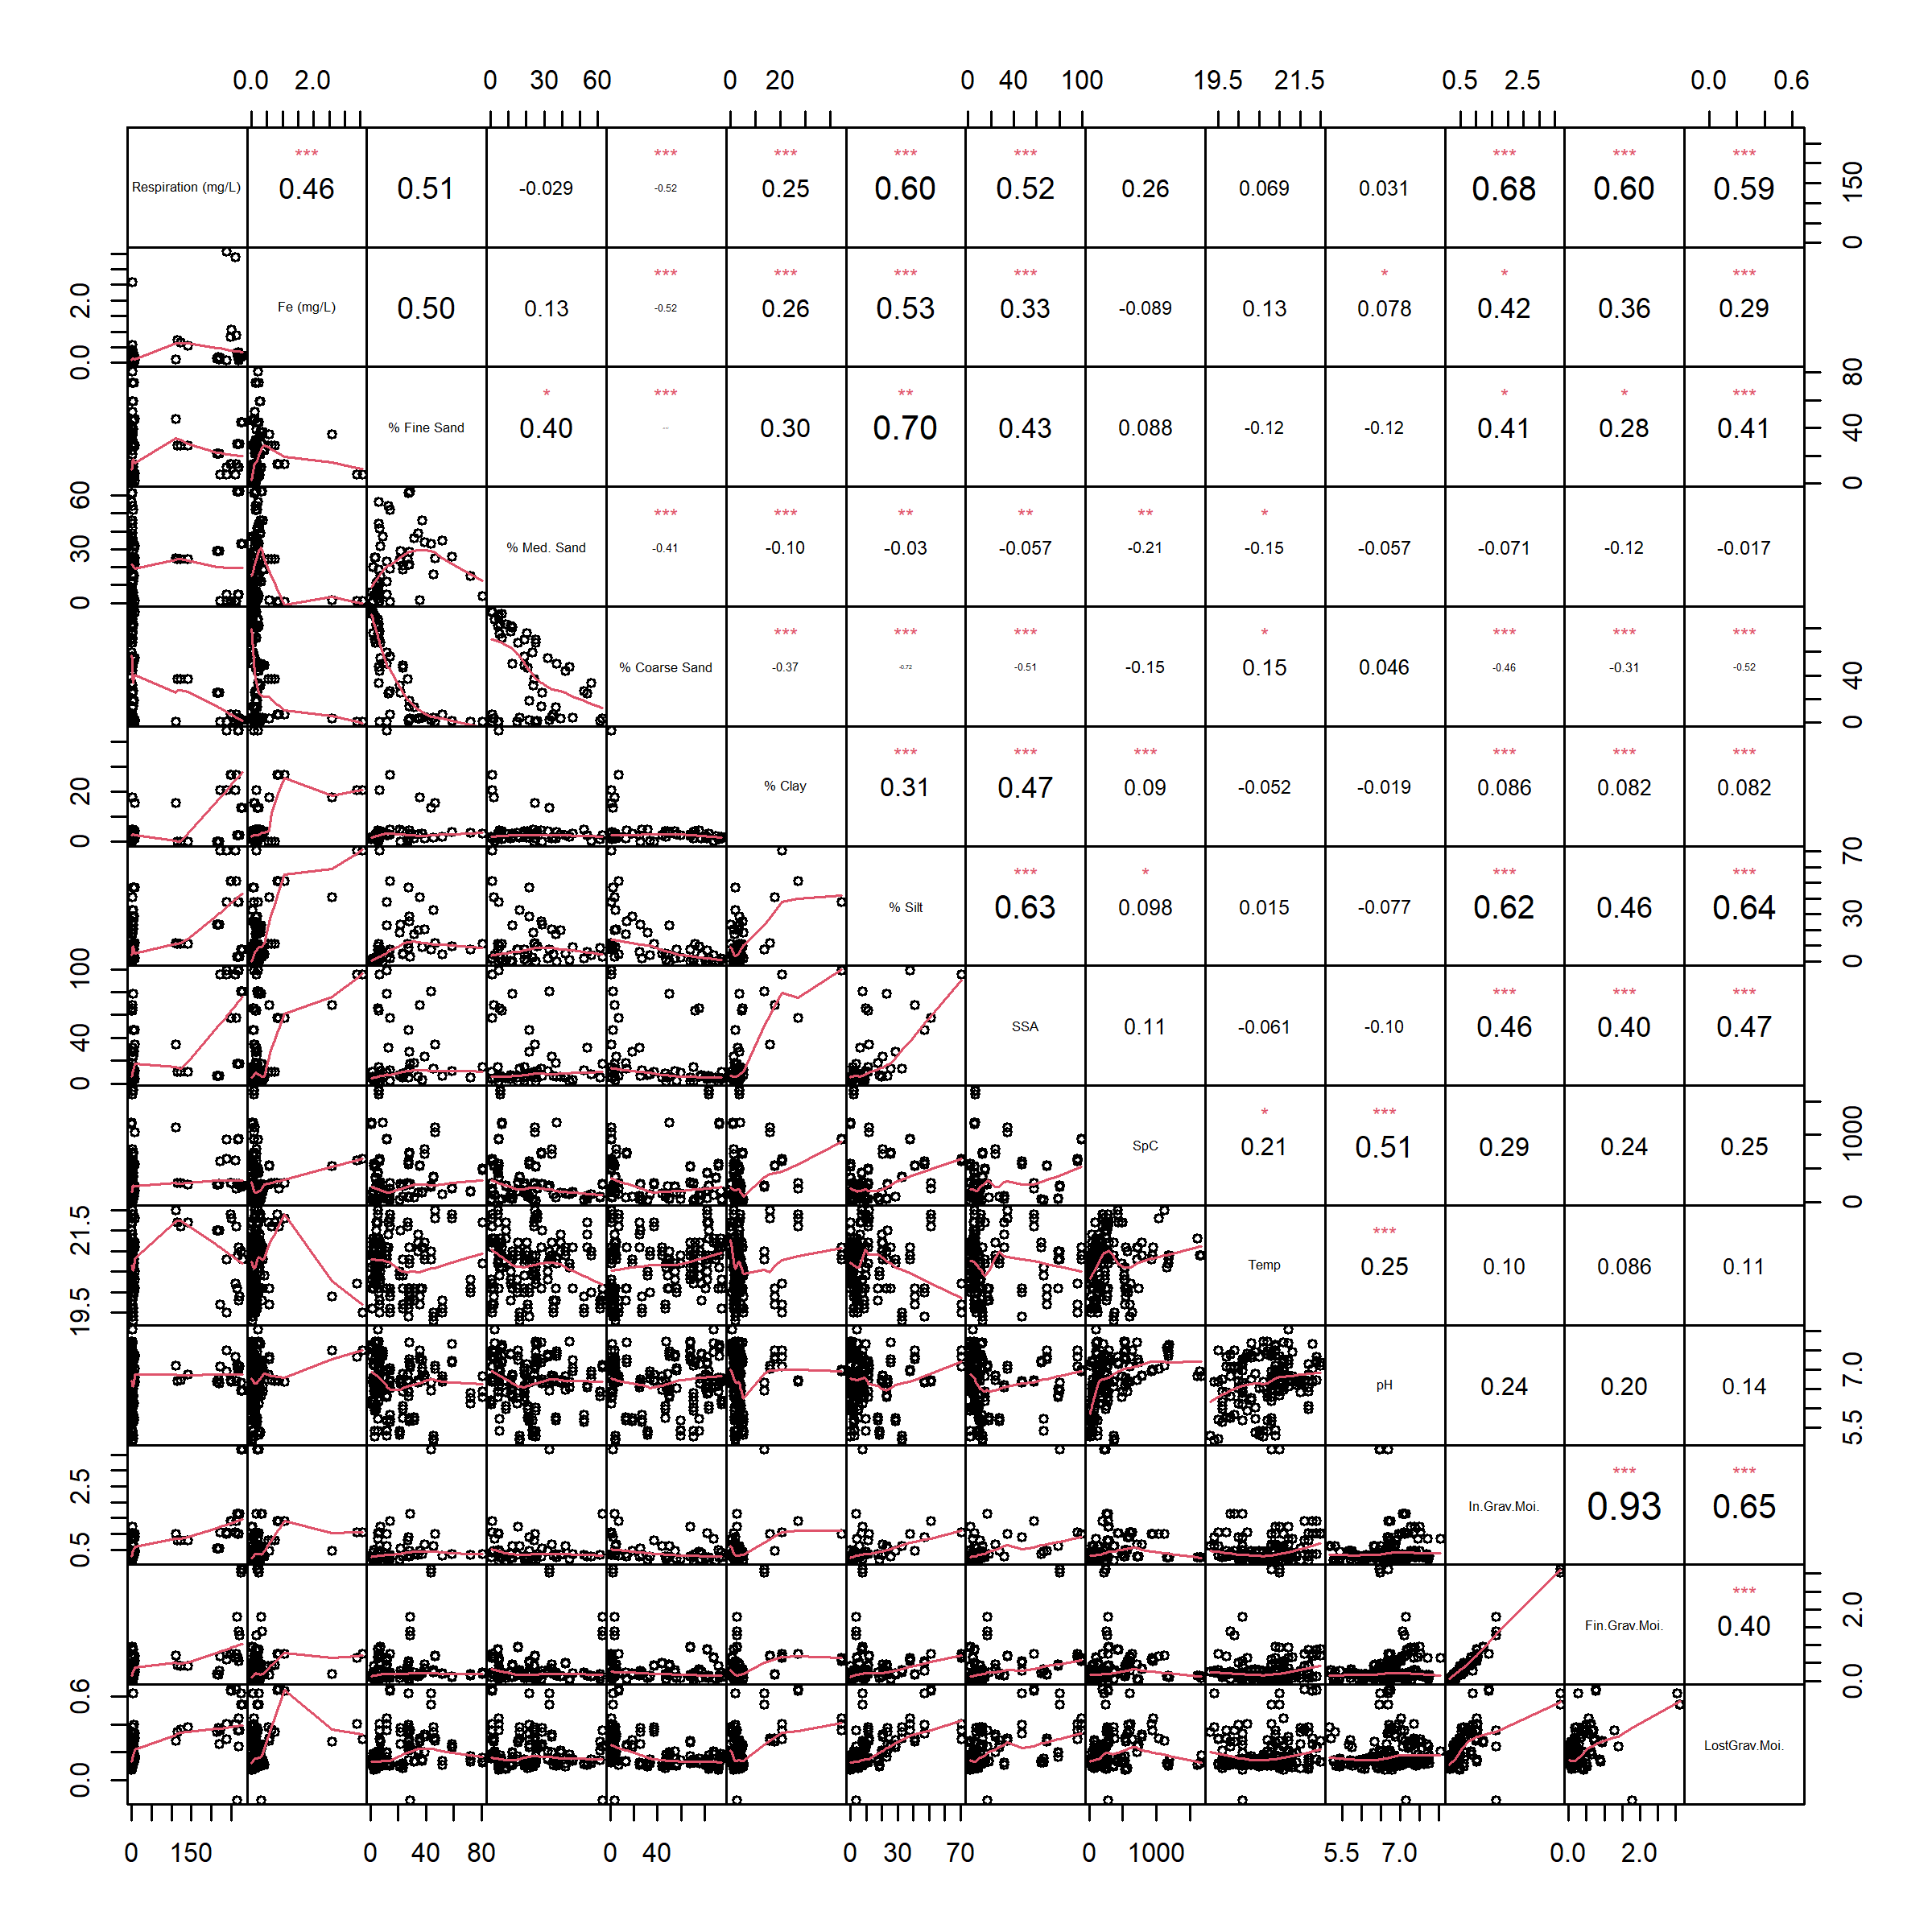 0.0 2.0 0 30 60 0 20 0 40 100 19.5 21.5 0.5 2.5 0.0 0.6
*** *** *** *** *** *** *** ***
Respiration (mg/L) 0.46 0.51 -0.029 -0.52 0.25 0.60 0.52 0.26 0.069 0.031 0.68 0.60 0.59 0 150
*** *** *** *** * * ***
0.0 2.0 Fe (mg/L) 0.50 0.13 -0.52 0.26 0.53 0.33 -0.089 0.13 0.078 0.42 0.36 0.29
* *** ** * * ***
% Fine Sand 0.40 0.30 0.70 0.43 0.088 -0.12 -0.12 0.41 0.28 0.41 0 40 80
*** *** ** ** ** *
0 30 60 % Med. Sand -0.41 -0.10 -0.03 -0.057 -0.21 -0.15 -0.057 -0.071 -0.12 -0.017
*** *** *** * *** *** ***
% Coarse Sand -0.37 -0.72 -0.51 -0.15 0.15 0.046 -0.46 -0.31 -0.52 0 40
*** *** *** *** *** ***
0 20 % Clay 0.31 0.47 0.09 -0.052 -0.019 0.086 0.082 0.082
*** * *** ***
% Silt 0.63 0.098 0.015 -0.077 0.62 0.46 0.64 0 30 70
*** *** ***
0 40 100 SSA 0.11 -0.061 -0.10 0.46 0.40 0.47
* ***
SpC 0.21 0.51 0.29 0.24 0.25 0 1000
***
19.5 21.5 Temp 0.25 0.10 0.086 0.11
pH 0.24 0.20 0.14 5.5 7.0
*** ***
0.5 2.5 In.Grav.Moi. 0.93 0.65
***
Fin.Grav.Moi. 0.40 0.0 2.0
0.0 0.6 LostGrav.Moi.
0 150 0 40 80 0 40 0 30 70 0 1000 5.5 7.0 0.0 2.0